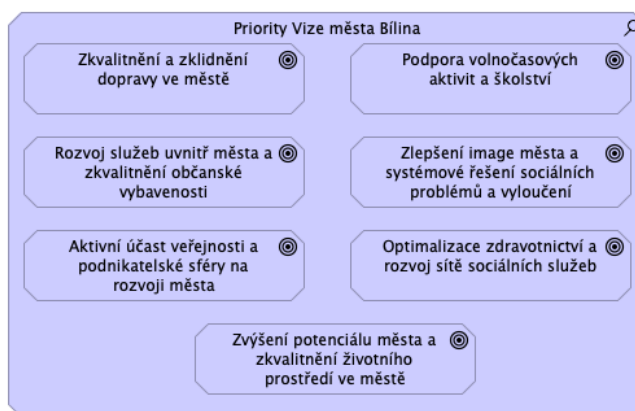 Priority Vize města Bílina
Zkvalitnění a zklidnění
dopravy ve městě
Podpora volnočasových
aktivit a školství
Rozvoj služeb uvnitř města a
zkvalitnění občanské
vybavenosti
Zlepšení image města a
systémové řešení sociálních
problémů a vyloučení
Aktivní účast veřejnosti a
podnikatelské sféry na
rozvoji města
Optimalizace zdravotnictví a
rozvoj sítě sociálních služeb
Zvýšení potenciálu města a
zkvalitnění životního
prostředí ve městě